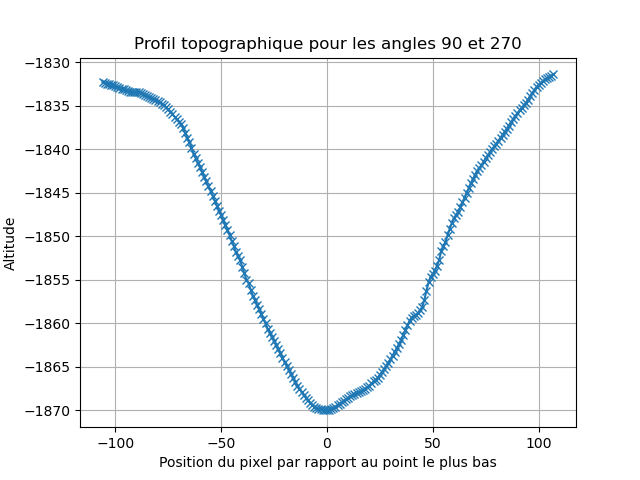 Profil topographique pour les angles 90 et 270
−1830
−1835
−1840
−1845
−1850
−1855
−1860
−1865
−1870
Altitude
−100 −50 0 50 100
Position du pixel par rapport au point le plus bas